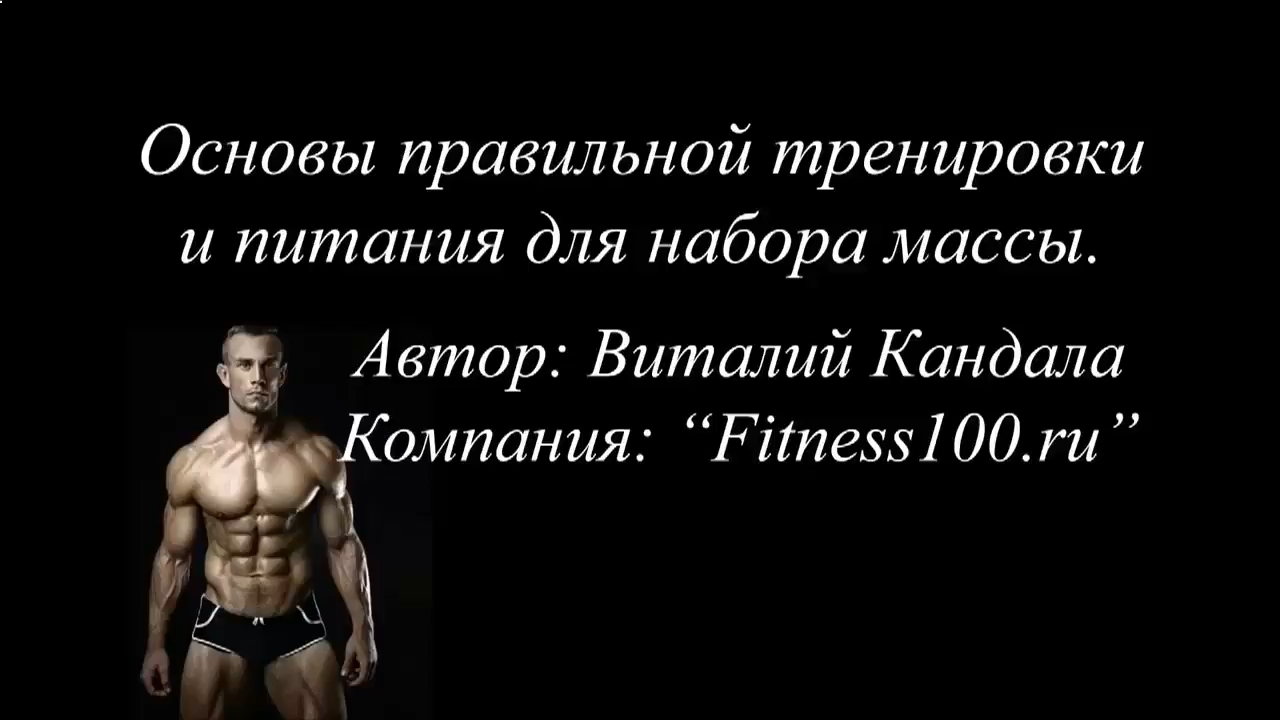 Основы правильной тренировки
и питания для набора массы.
Автор: Виталий Кандала
Компания: “Fitness100.ru”